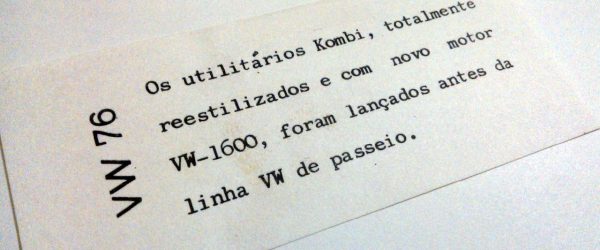 VW 76
Os utilitários Kombi, totalmente
reestilizados e com novo motor
VW-1600, foram lançados antes da
linha VW de passeio.